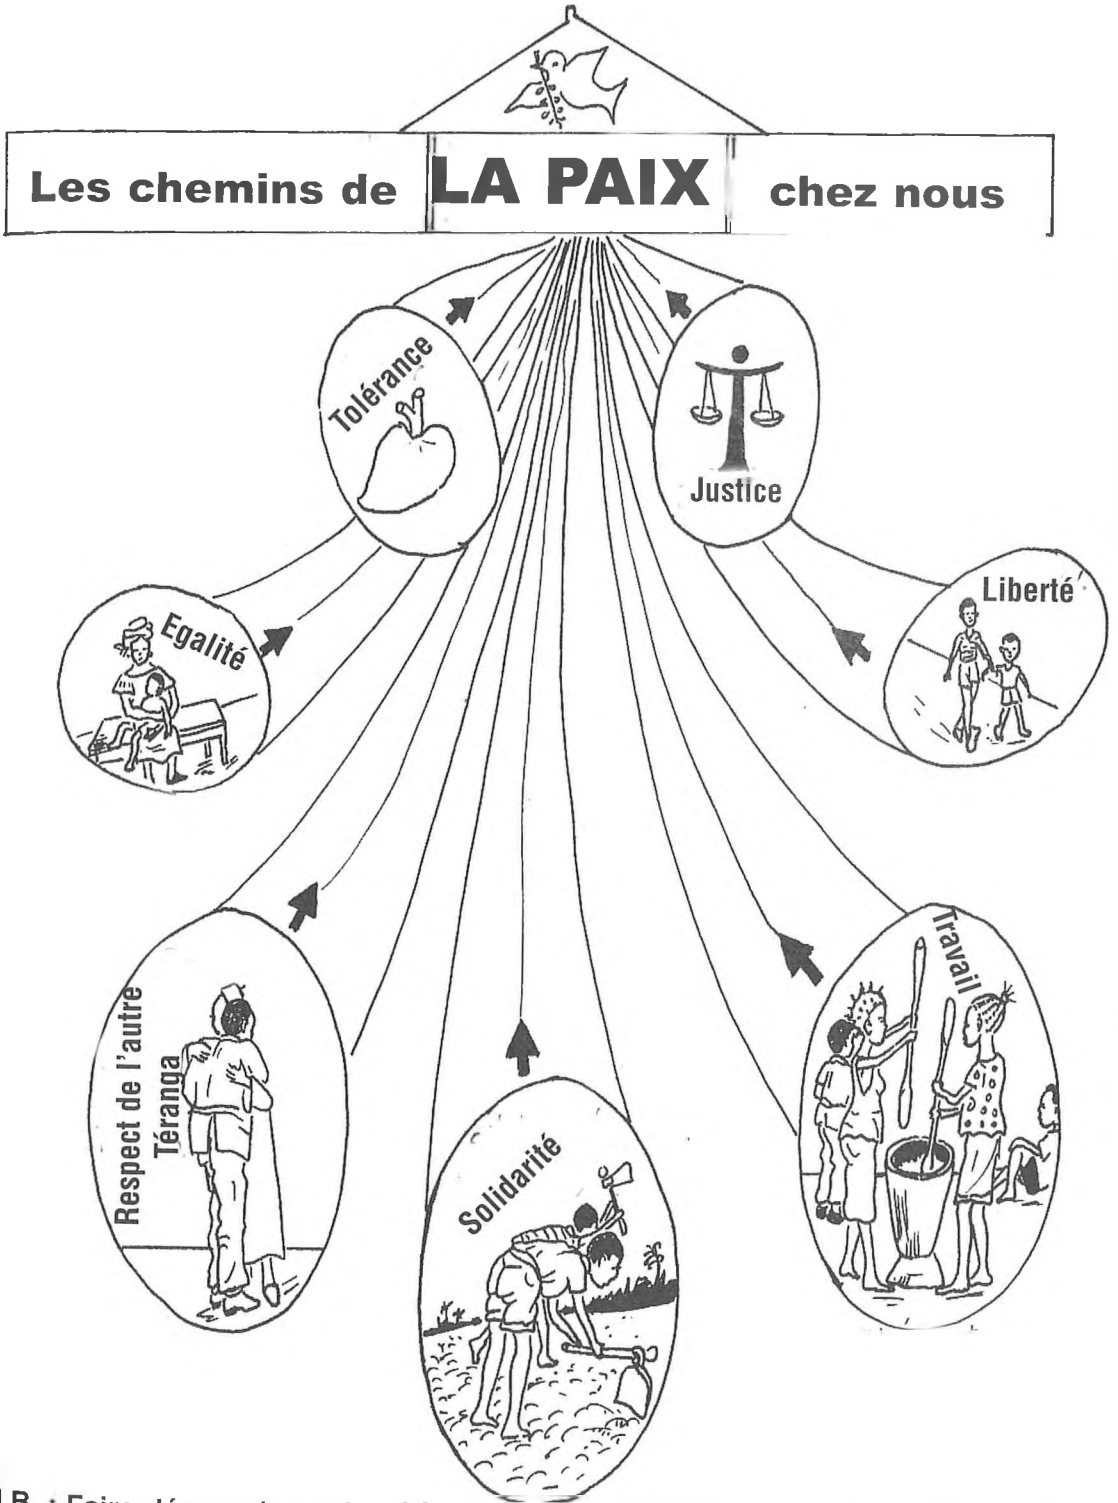 Les chemins de LA PAIX chez nous
Tolérance
Justice
Egalité
Liberté
Respect de l'autre
Téranga
Solidarité
Travail